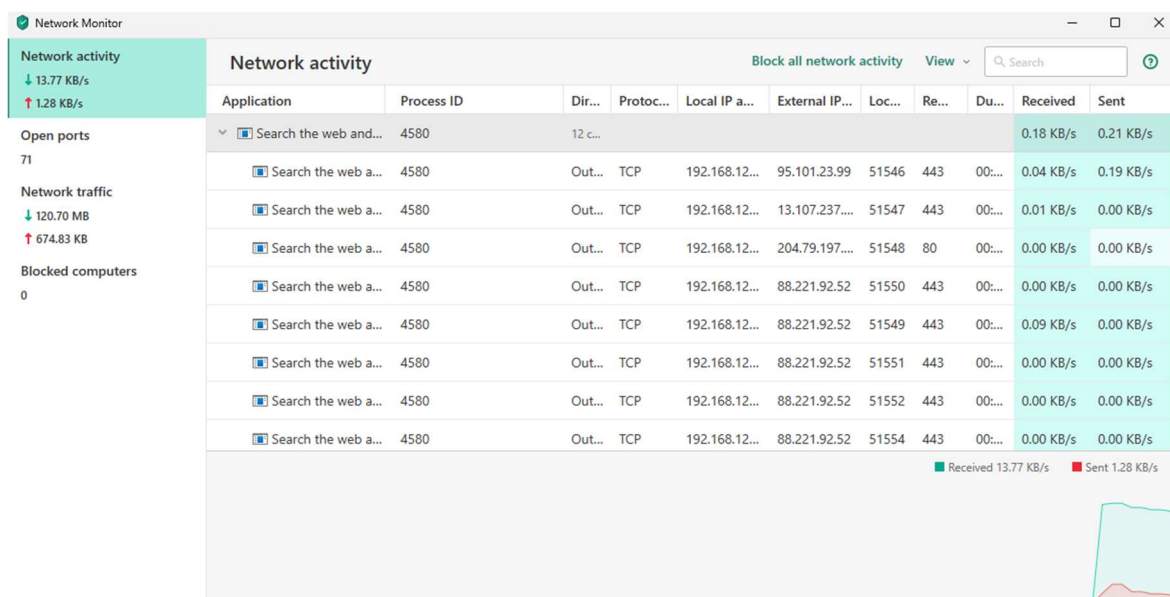 Network Monitor
Network activity
↓ 13.77 KB/s
↑ 1.28 KB/s
Open ports
71
Network traffic
↓ 120.70 MB
↑ 674.83 KB
Blocked computers
0
Network activity Block all network activity View Search
Application Process ID Dir... Protoc... Local IP a... External IP... Loc... Re... Du... Received Sent
Search the web and... 4580 12 c... 0.18 KB/s 0.21 KB/s
Search the web a... 4580 Out... TCP 192.168.12... 95.101.23.99 51546 443 00:... 0.04 KB/s 0.19 KB/s
Search the web a... 4580 Out... TCP 192.168.12... 13.107.237.... 51547 443 00:... 0.01 KB/s 0.00 KB/s
Search the web a... 4580 Out... TCP 192.168.12... 204.79.197.... 51548 80 00:... 0.00 KB/s 0.00 KB/s
Search the web a... 4580 Out... TCP 192.168.12... 88.221.92.52 51550 443 00:... 0.00 KB/s 0.00 KB/s
Search the web a... 4580 Out... TCP 192.168.12... 88.221.92.52 51549 443 00:... 0.09 KB/s 0.00 KB/s
Search the web a... 4580 Out... TCP 192.168.12... 88.221.92.52 51551 443 00:... 0.00 KB/s 0.00 KB/s
Search the web a... 4580 Out... TCP 192.168.12... 88.221.92.52 51552 443 00:... 0.00 KB/s 0.00 KB/s
Search the web a... 4580 Out... TCP 192.168.12... 88.221.92.52 51554 443 00:... 0.00 KB/s 0.00 KB/s
Received 13.77 KB/s Sent 1.28 KB/s